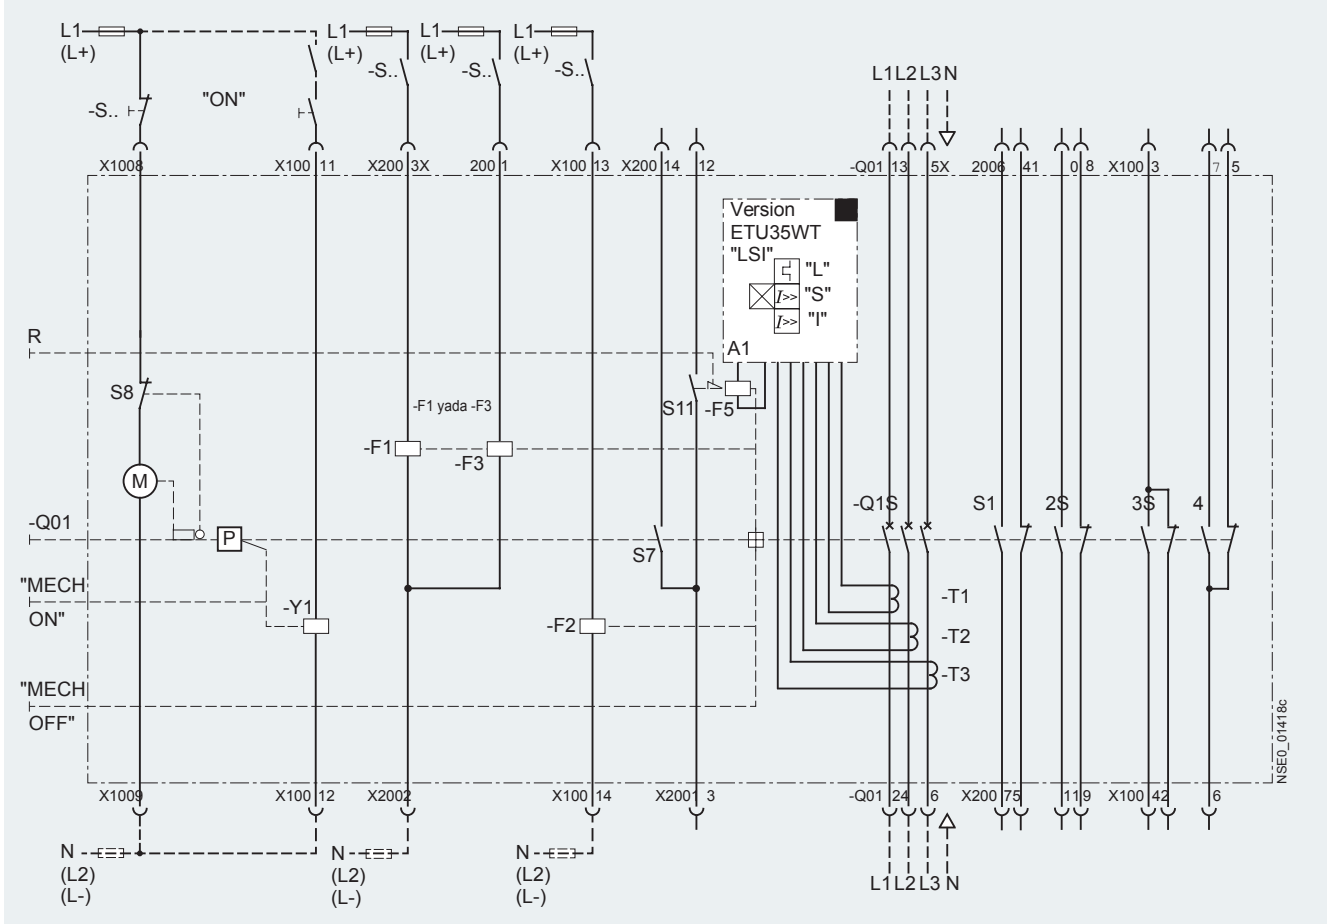 L1
(L+)
L1
(L+)
L1
(L+)
L1
(L+)
-S..
"ON"
-S..
-S..
-S..
L1 L2 L3 N
X1008
X100 11
X200 3X
200 1
X100 13
X200 14
12
-Q01 13
5X
2006
41
0 8
X100 3
7
5
Version
ETU35WT
"LSI"
"L"
I>> "S"
I>> "I"
A1
R
S8
-F1 yada -F3
S11
-F5
-F1
-F3
M
-Q01
P
S7
-Q1S
S1
2S
3S
4
"MECH
ON"
-Y1
-F2
-T1
-T2
-T3
"MECH
OFF"
NSE0_01418c
X1009
X100 12
X2002
X100 14
X2001 3
-Q01 24
6
X200 75
119
X100 42
6
N
(L2)
(L-)
N
(L2)
(L-)
N
(L2)
(L-)
L1 L2 L3 N